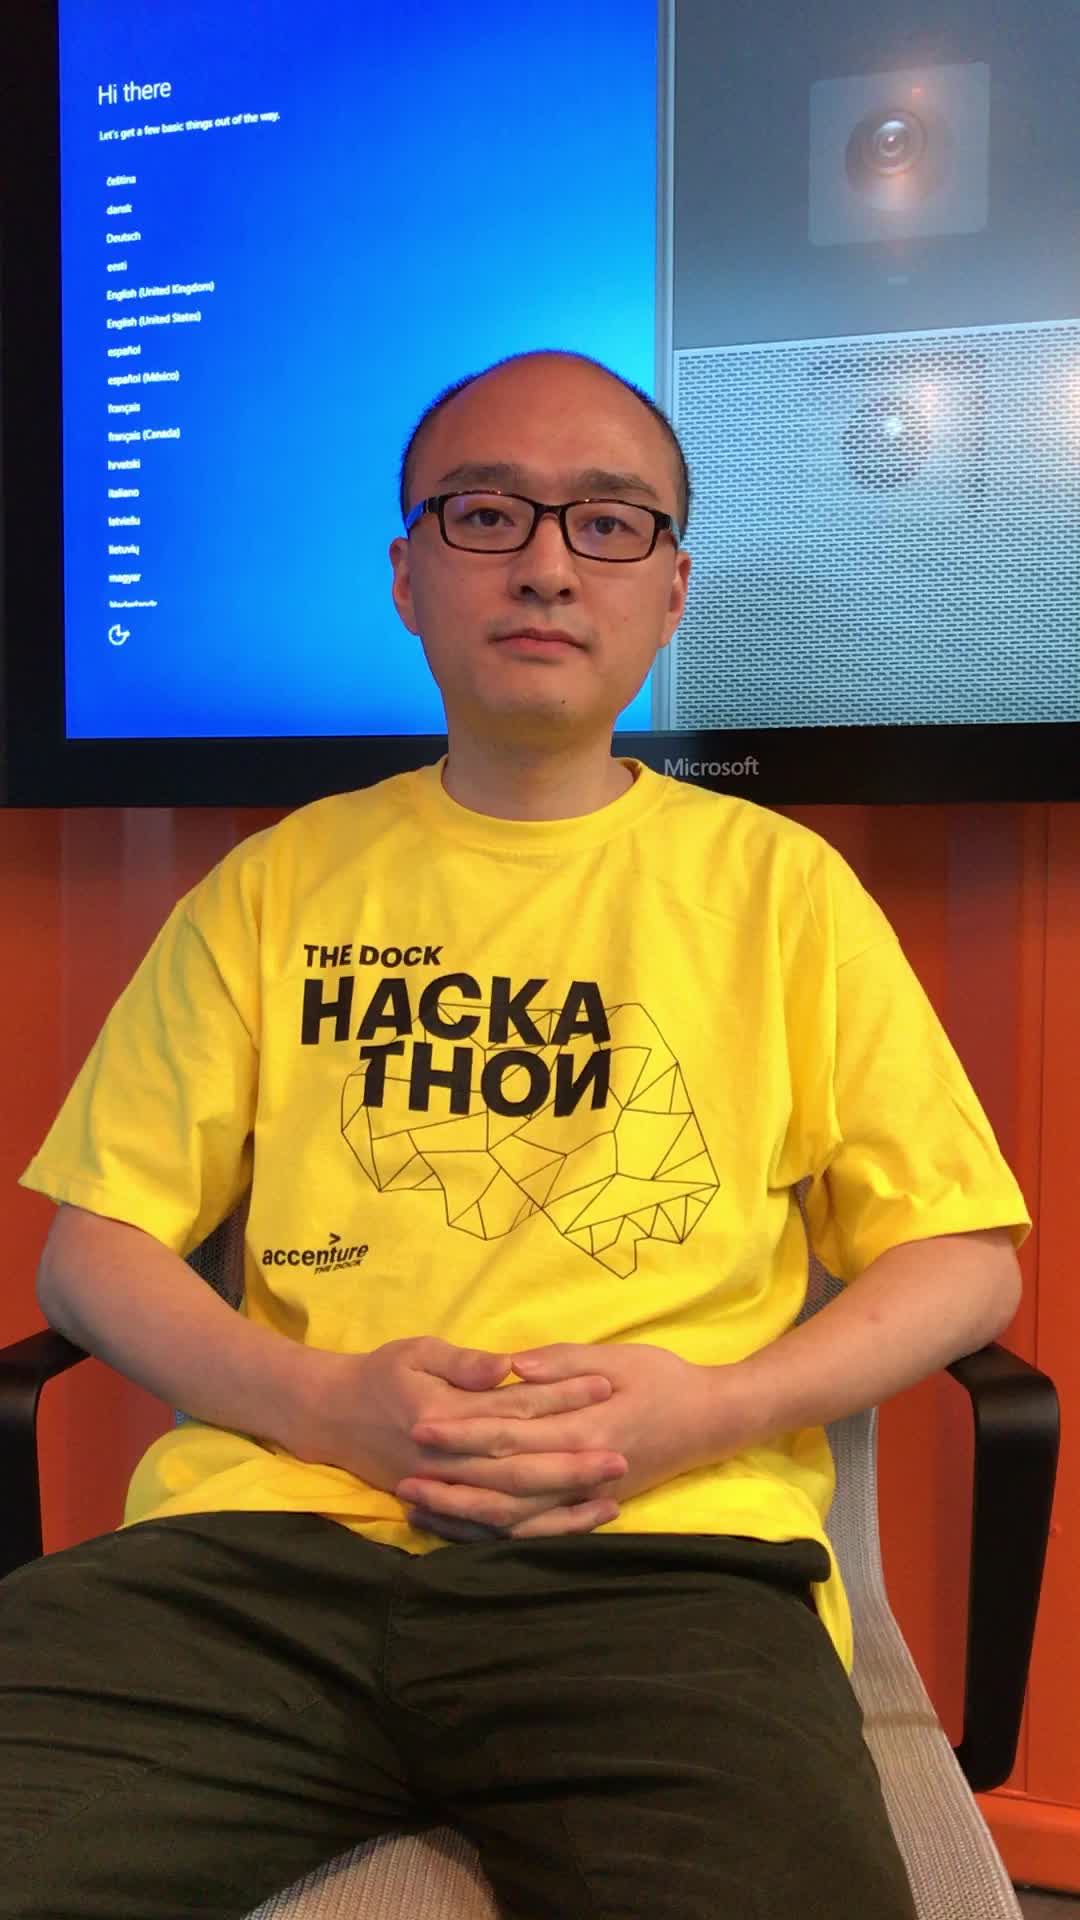 Hi there
Let's get a few basic things out of the way.
čeština
dansk
Deutsch
eesti
English (United Kingdom)
English (United States)
español
español (México)
français
français (Canada)
hrvatski
italiano
latviešu
lietuvių
magyar
Microsoft
THE DOCK
HACKA
THON
accenture
THE DOCK